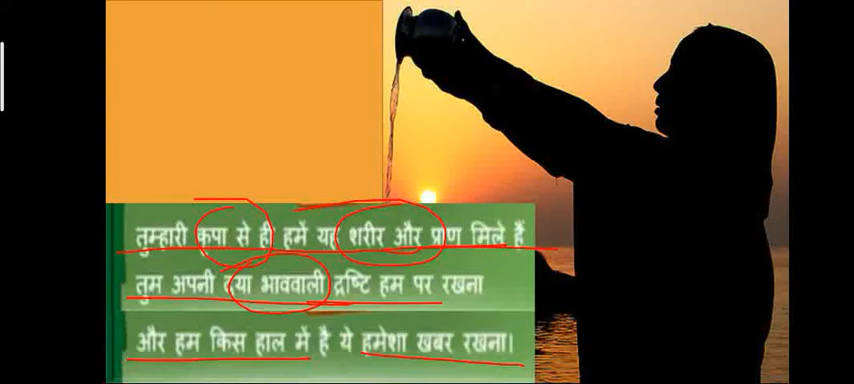 तुम्हारी कृपा से ही हमें यह शरीर और प्राण मिले हैं
तुम अपनी दया भाववाली द्रष्टि हम पर रखना
और हम किस हाल में है ये हमेशा खबर रखना।